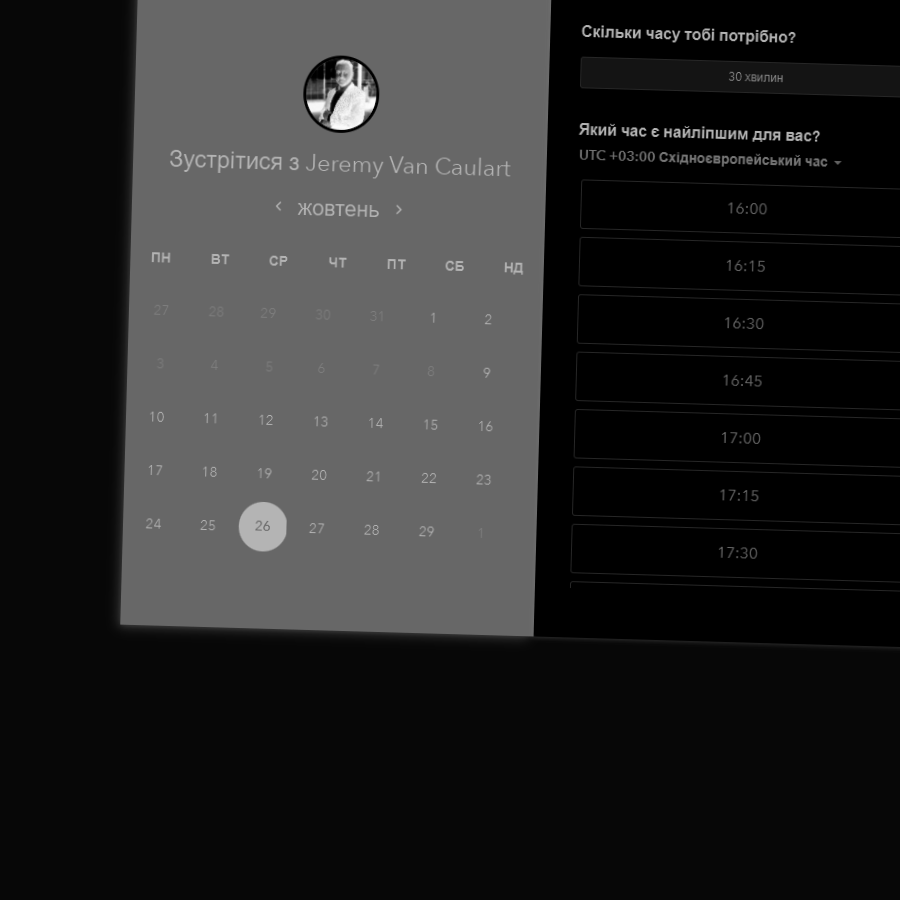 Зустрітися з Jeremy Van Caulart
жовтень
ПН ВТ СР ЧТ ПТ СБ НД
27 28 29 30 31 1 2
3 4 5 6 7 8 9
10 11 12 13 14 15 16
17 18 19 20 21 22 23
24 25 26 27 28 29 1
Скільки часу тобі потрібно?
30 хвилин
Який час є найліпшим для вас?
UTC +03:00 Східноєвропейський час
16:00
16:15
16:30
16:45
17:00
17:15
17:30